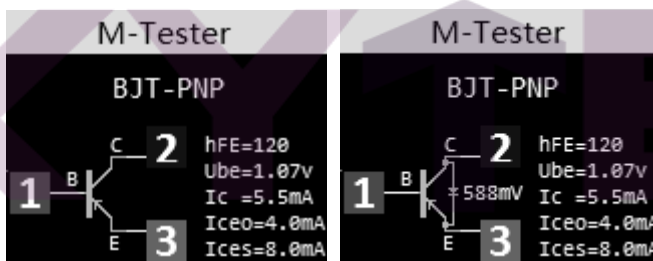 M-Tester
BJT-PNP
C 2 hFE=120
Ube=1.07v
1 B Ic =5.5mA
Iceo=4.0mA
E 3 Ices=8.0mA
M-Tester
BJT-PNP
C 2 hFE=120
Ube=1.07v
1 B 588mV Ic =5.5mA
Iceo=4.0mA
E 3 Ices=8.0mA